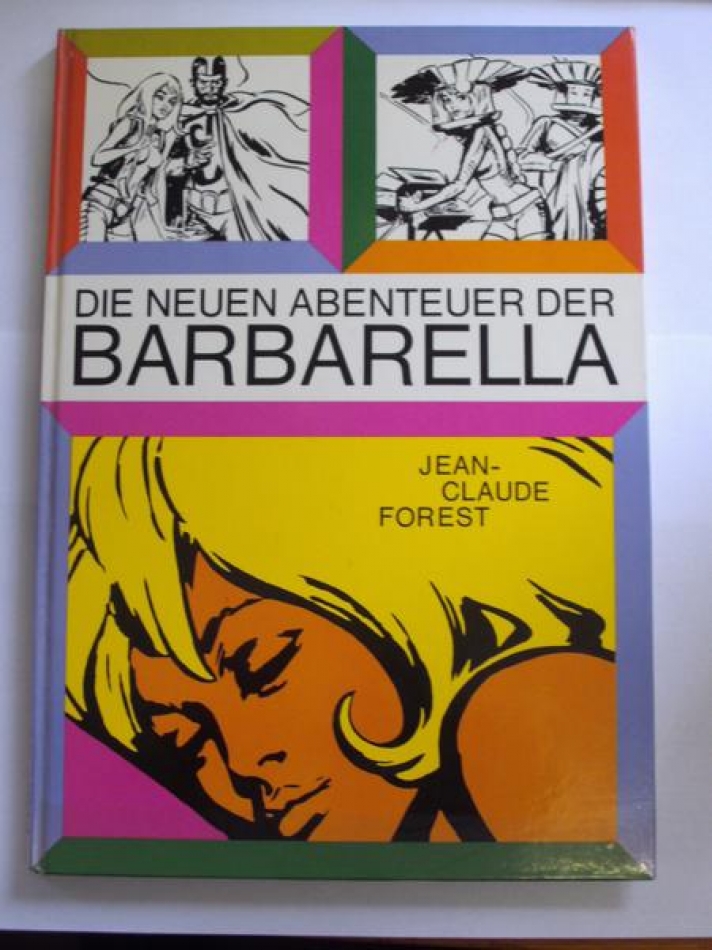 DIE NEUEN ABENTEUER DER
BARBARELLA
JEAN-
CLAUDE
FOREST